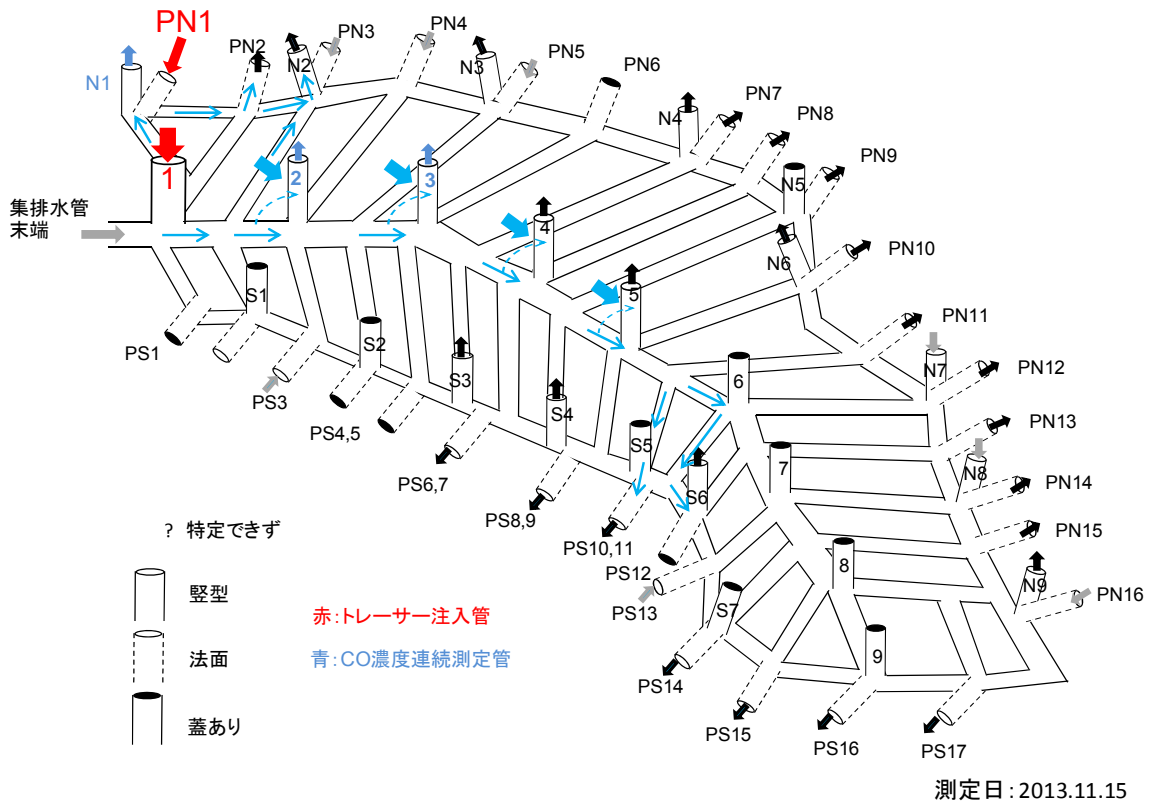 PN1
PN2
PN3
PN4
PN5
PN6
PN7
PN8
PN9
PN10
PN11
PN12
PN13
PN14
PN15
PN16
N1
N2
N3
N4
N5
N6
N7
N8
N9
1
2
3
4
5
6
7
8
9
集排水管
末端
S1
S2
S3
S4
S5
S6
S7
PS1
PS3
PS4,5
PS6,7
PS8,9
PS10,11
PS12
PS13
PS14
PS15
PS16
PS17
? 特定できず
竪型
法面
蓋あり
赤:トレーサー注入管
青:CO濃度連続測定管
測定日:2013.11.15